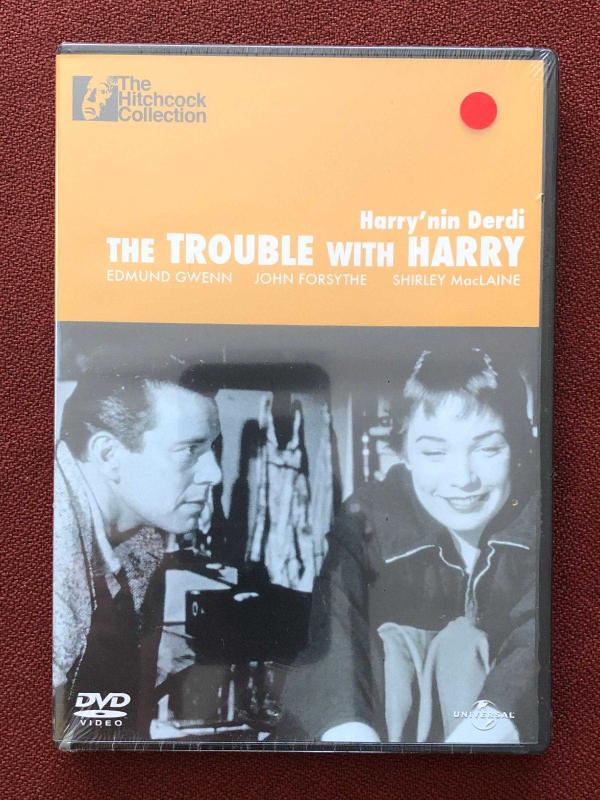 The
Hitchcock
Collection
Harry'nin Derdi
THE TROUBLE WITH HARRY
EDMUND GWENN JOHN FORSYTHE SHIRLEY MacLAINE
DVD
VIDEO
UNIVERSAL